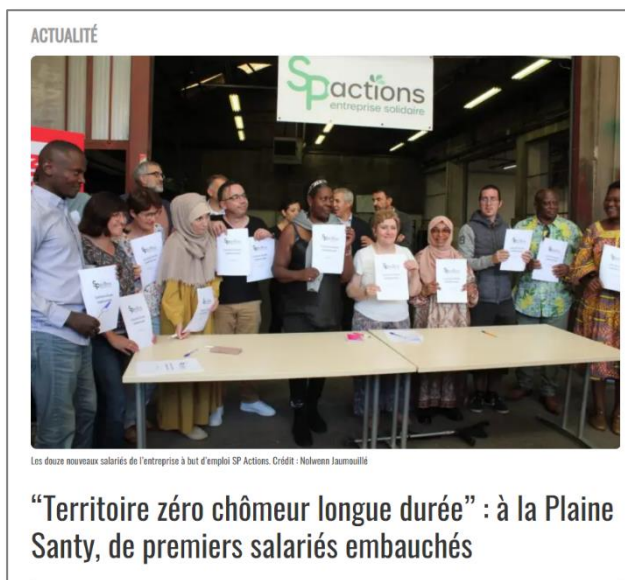 ACTUALITÉ
SPactions
entreprise solidaire
Les douze nouveaux salariés de l'entreprise à but d'emploi SP Actions. Crédit : Nolwenn Jaumouillé
“Territoire zéro chômeur longue durée” : à la Plaine
Santy, de premiers salariés embauchés